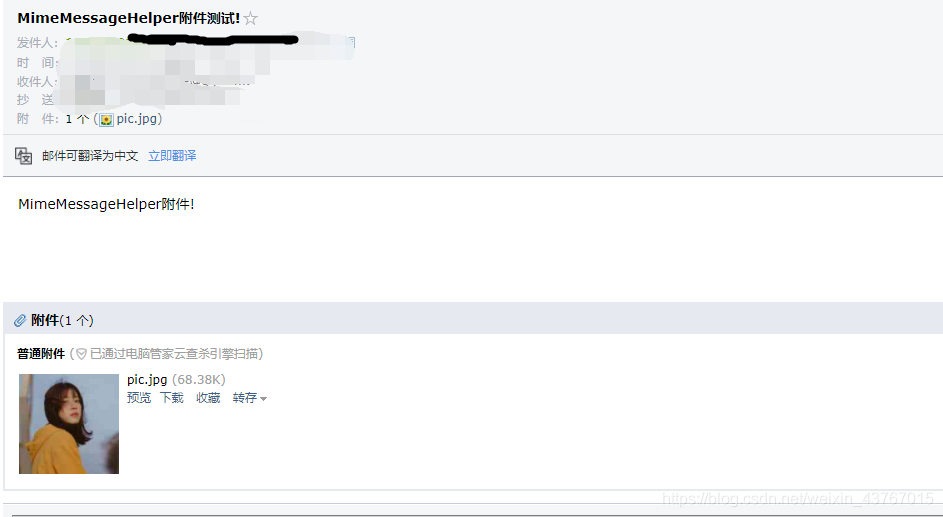 MimeMessageHelper附件测试!
发件人:
时 间:
收件人:
抄 送
附 件: 1 个 (pic.jpg)
邮件可翻译为中文 立即翻译
MimeMessageHelper附件!
附件(1 个)
普通附件 (已通过电脑管家云查杀引擎扫描)
pic.jpg (68.38K)
预览 下载 收藏 转存
https://blog.csdn.net/weixin_43767015